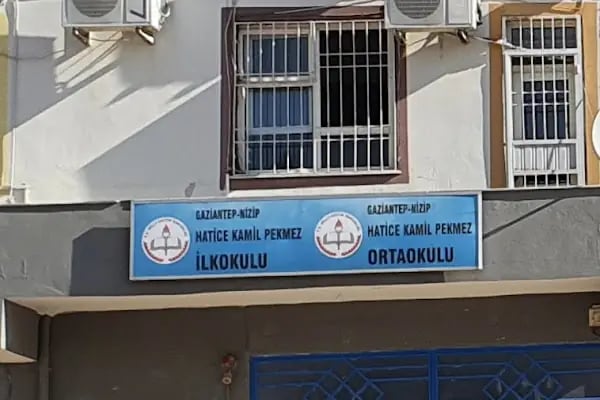 GAZİANTEP-NİZİP
HATİCE KAMİL PEKMEZ
İLKOKULU
GAZİANTEP-NİZİP
HATİCE KAMİL PEKMEZ
ORTAOKULU